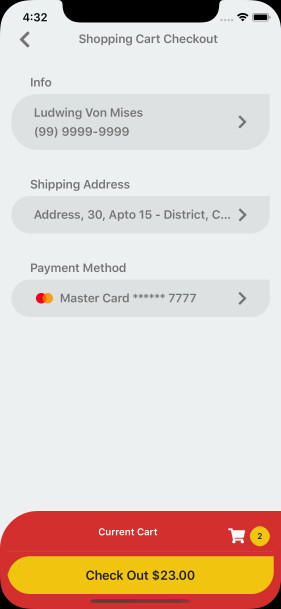 4:32
Shopping Cart Checkout
Info
Ludwing Von Mises
(99) 9999-9999
Shipping Address
Address, 30, Apto 15 - District, C...
Payment Method
Master Card ****** 7777
Current Cart
2
Check Out $23.00